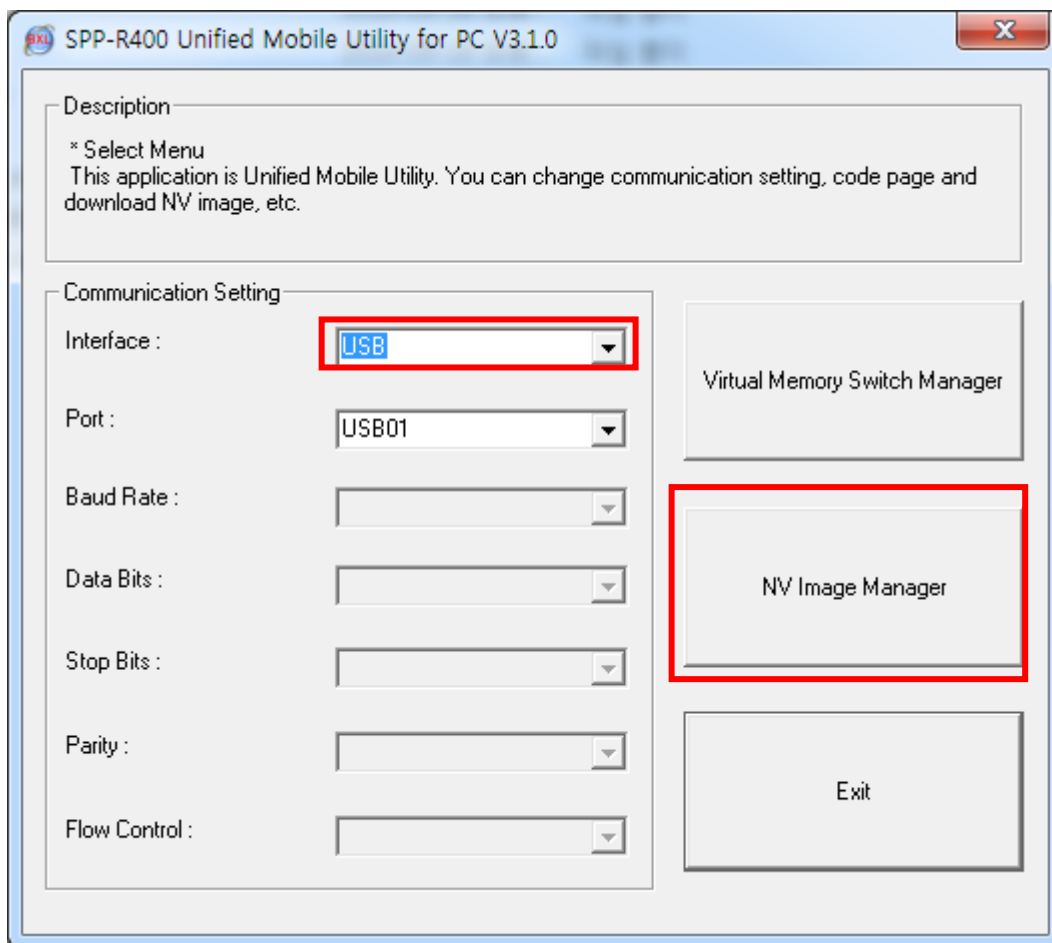 BXL SPP-R400 Unified Mobile Utility for PC V3.1.0
Description
* Select Menu
This application is Unified Mobile Utility. You can change communication setting, code page and
download NV image, etc.
Communication Setting
Interface :
USB
Port :
USB01
Baud Rate :
Data Bits :
Stop Bits :
Parity :
Flow Control :
Virtual Memory Switch Manager
NV Image Manager
Exit